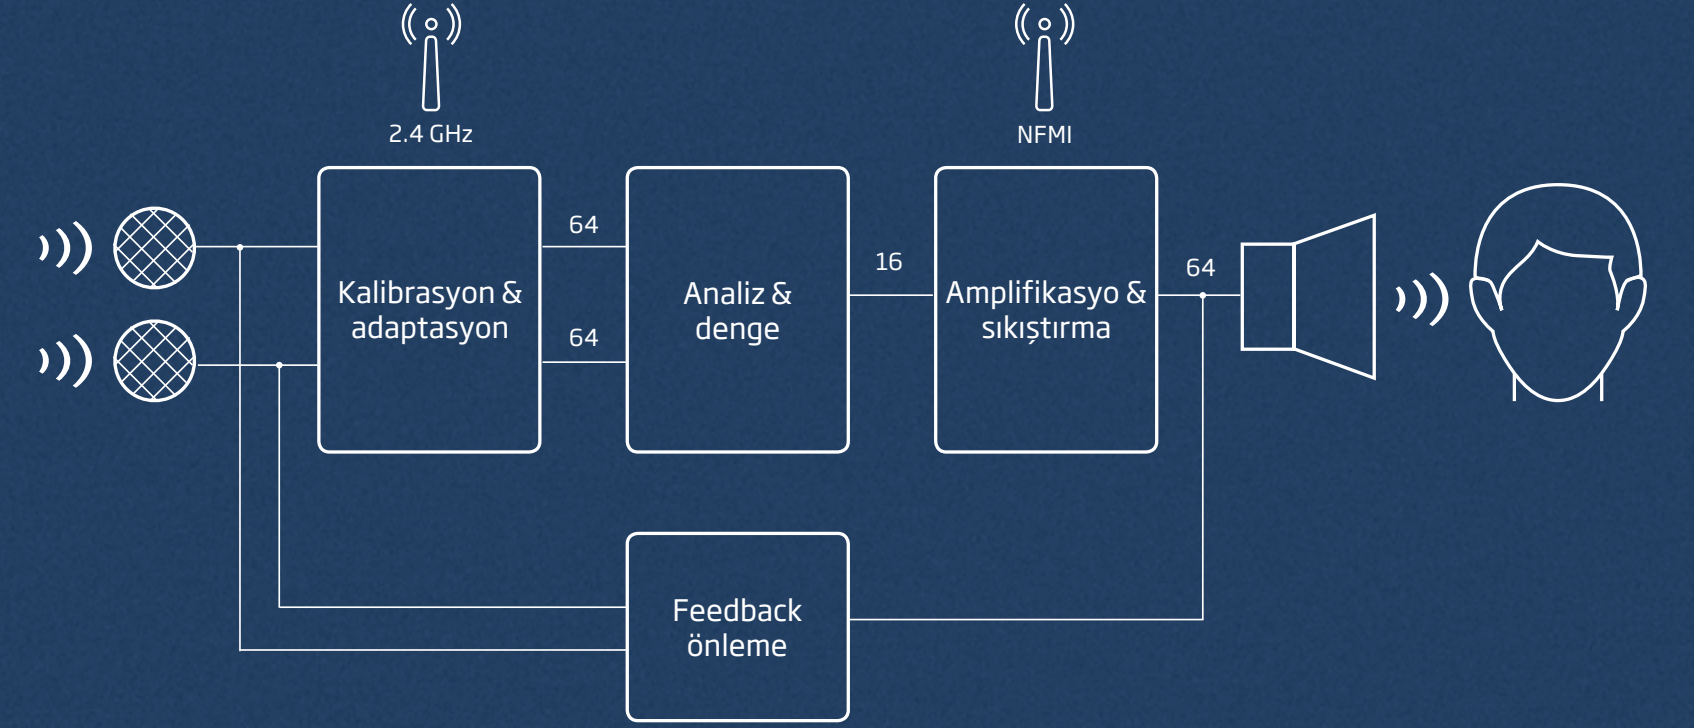 2.4 GHz
NFMI
64
64
16
64
Kalibrasyon &
adaptasyon
Analiz &
denge
Amplifikasyo &
sıkıştırma
Feedback
önleme